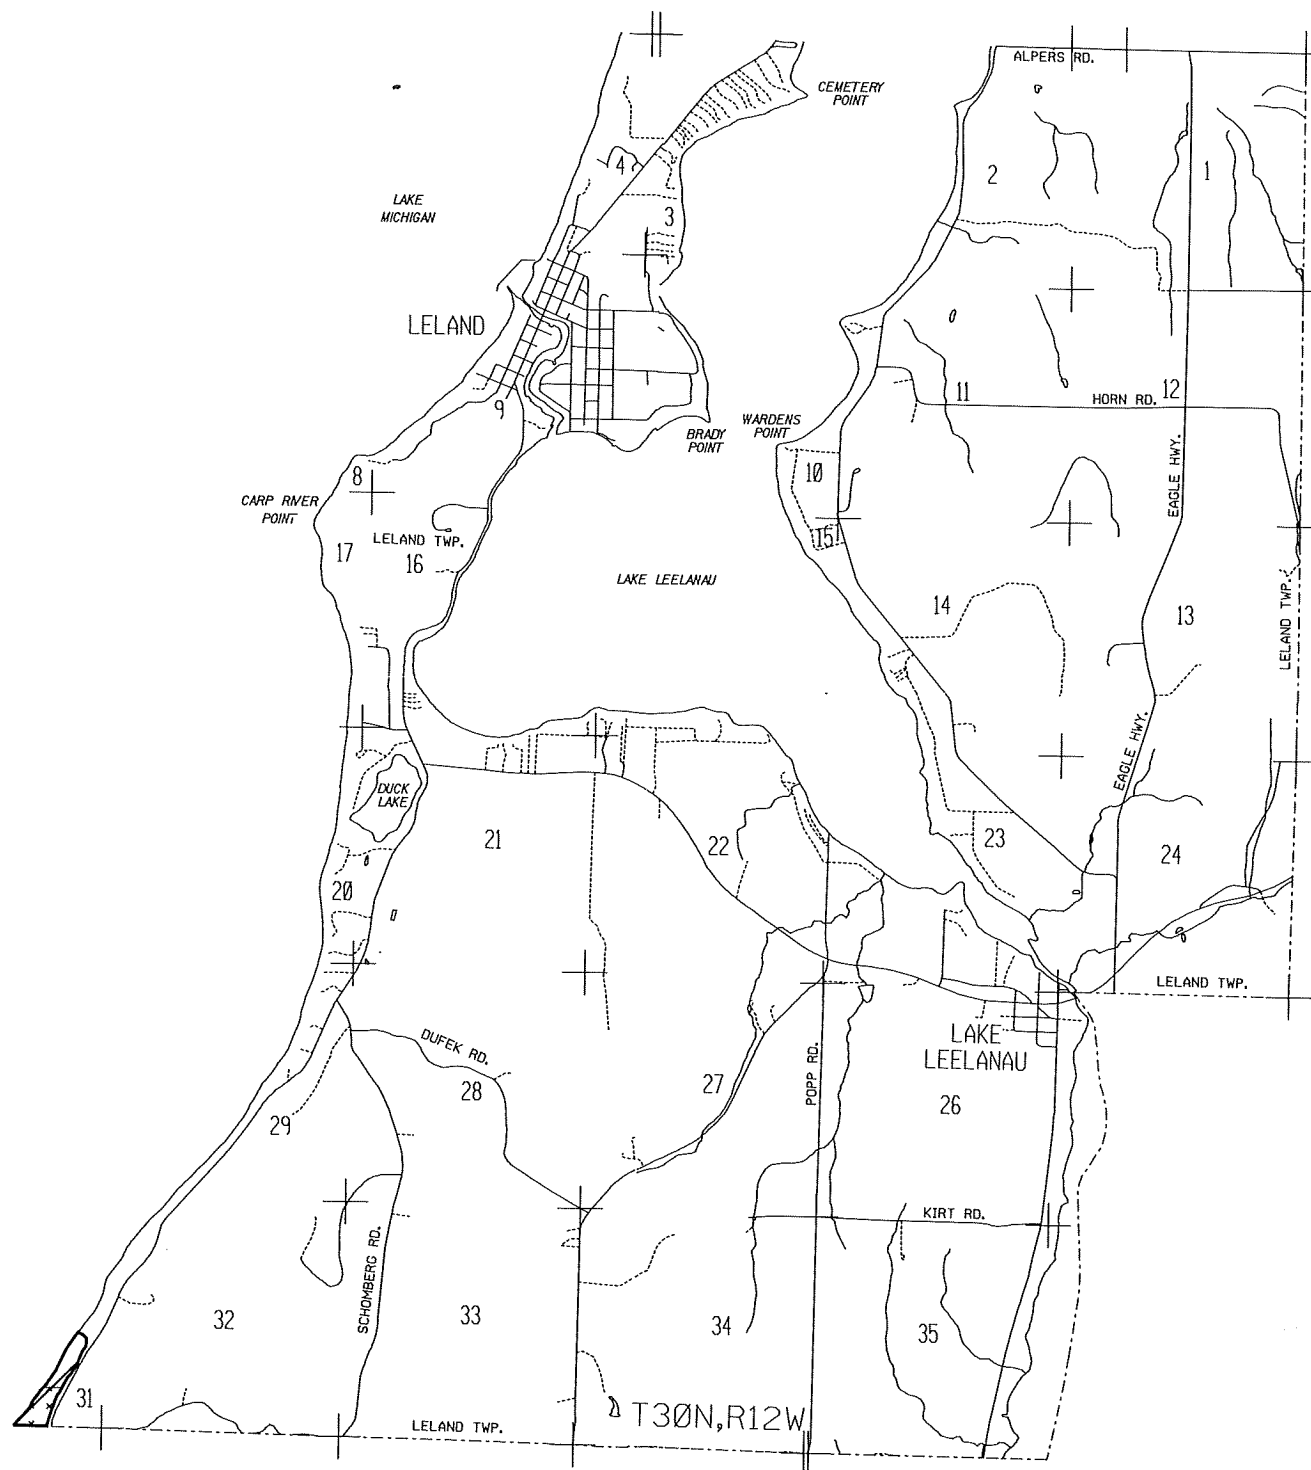 ALPERS RD.
CEMETERY
POINT
2
1
4
LAKE
MICHIGAN
3
LELAND
11
12
HORN RD.
9
WARDENS
POINT
BRADY
POINT
EAGLE HWY.
8
10
CARP RIVER
POINT
LELAND TWP.
15
17
16
LAKE LEELANAU
14
13
LELAND TWP.
EAGLE HWY.
DUCK
LAKE
21
22
23
24
20
LELAND TWP.
DUFEK RD.
LAKE
LEELANAU
POPP RD.
27
28
26
29
KIRT RD.
SCHOMBERG RD.
32
33
34
35
31
T30N,R12W
LELAND TWP.